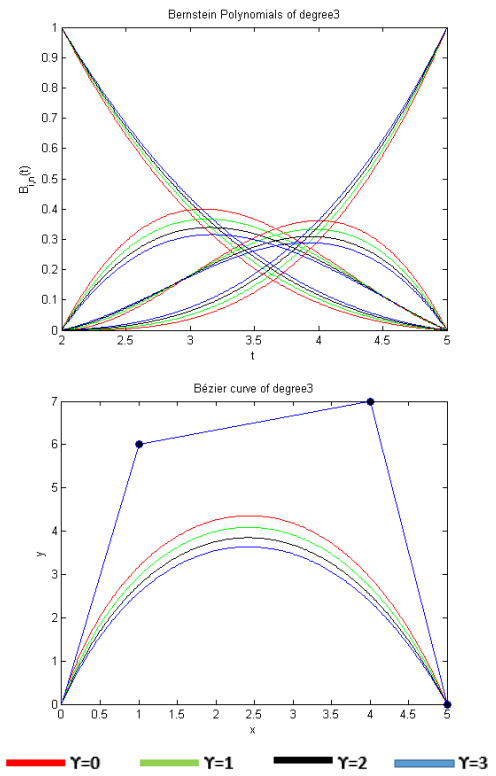 Bernstein Polynomials of degree3
1
0.9
0.8
0.7
0.6
0.5
0.4
0.3
0.2
0.1
0
B_{i,n}(t)
2 2.5 3 3.5 4 4.5 5
t
Bézier curve of degree3
7
6
5
4
3
2
1
0
y
0 0.5 1 1.5 2 2.5 3 3.5 4 4.5 5
x
ϒ=0 ϒ=1 ϒ=2 ϒ=3